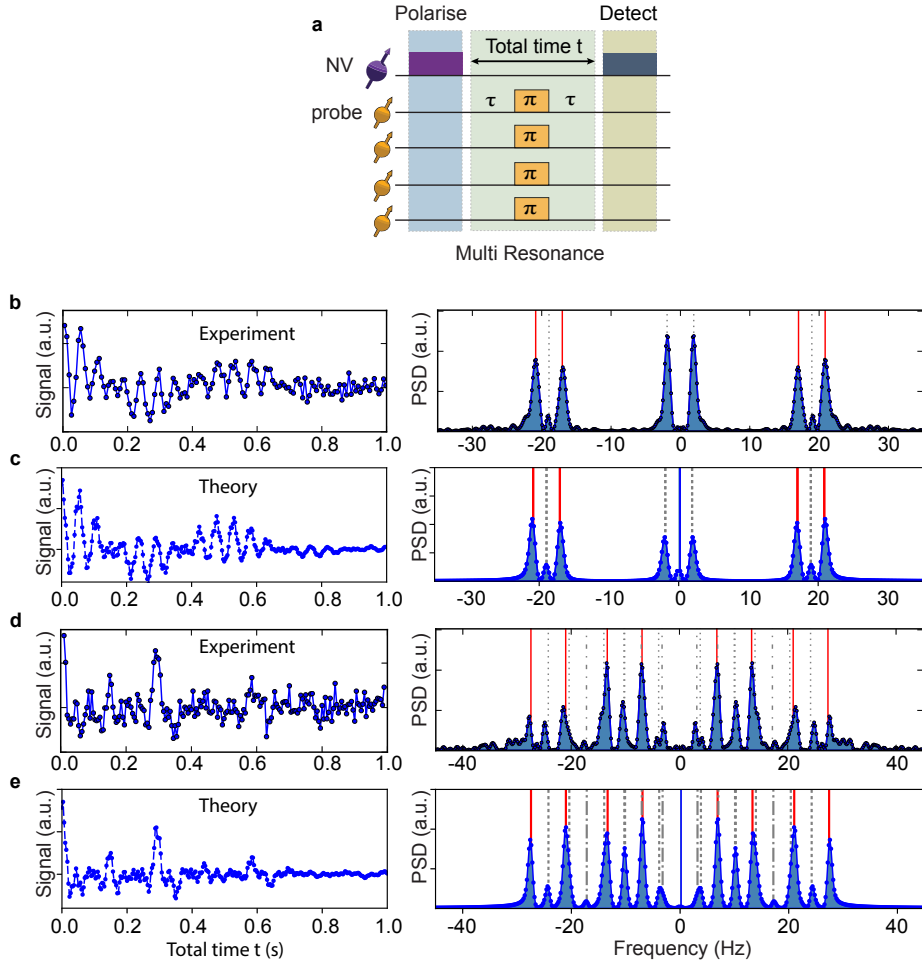 a
Polarise
Detect
Total time t
NV
probe
τ π τ
π
π
π
Multi Resonance
b
Signal (a.u.)
Experiment
0.0 0.2 0.4 0.6 0.8 1.0
PSD (a.u.)
-30 -20 -10 0 10 20 30
c
Signal (a.u.)
Theory
0.0 0.2 0.4 0.6 0.8 1.0
PSD (a.u.)
-30 -20 -10 0 10 20 30
d
Signal (a.u.)
Experiment
0.0 0.2 0.4 0.6 0.8 1.0
PSD (a.u.)
-40 -20 0 20 40
e
Signal (a.u.)
Theory
0.0 0.2 0.4 0.6 0.8 1.0
Total time t (s)
PSD (a.u.)
-40 -20 0 20 40
Frequency (Hz)